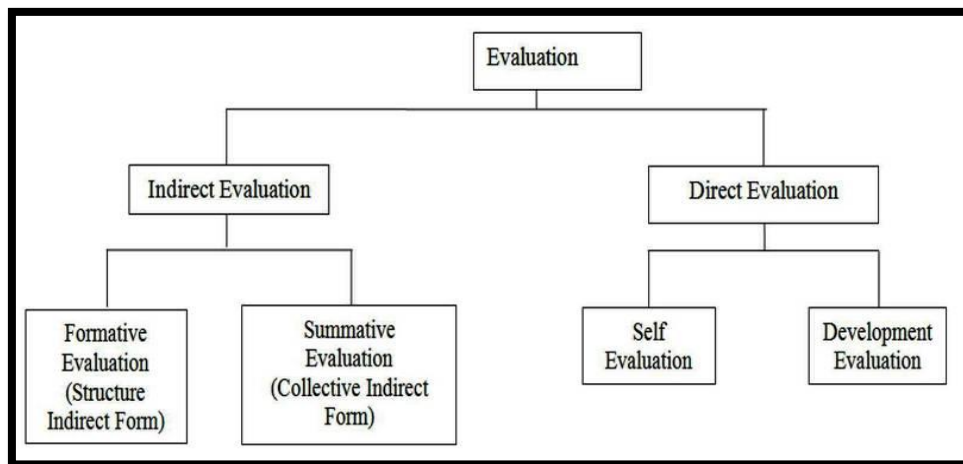 Evaluation
Indirect Evaluation
Direct Evaluation
Formative
Evaluation
(Structure
Indirect Form)
Summative
Evaluation
(Collective Indirect
Form)
Self
Evaluation
Development
Evaluation